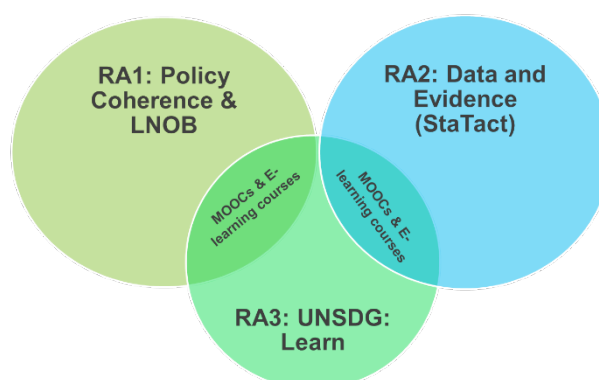 RA1: Policy
Coherence &
LNOB
RA2: Data and
Evidence
(StaTact)
MOOCs & E-
learning courses
MOOCs & E-
learning courses
RA3: UNSDG:
Learn